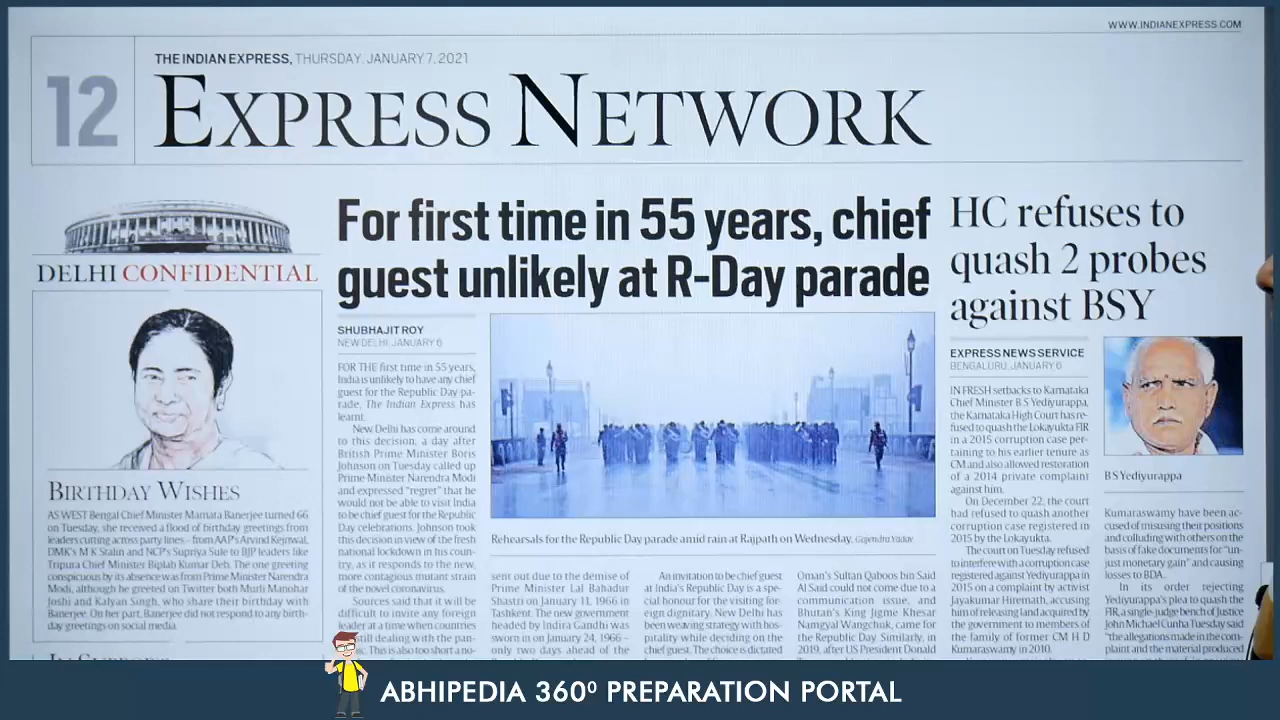 WWW.INDIANEXPRESS.COM
12
THE INDIAN EXPRESS, THURSDAY, JANUARY 7, 2021
EXPRESS NETWORK
DELHI CONFIDENTIAL
BIRTHDAY WISHES
AS WEST Bengal Chief Minister Mamata Banerjee turned 66
on Tuesday, she received a flood of birthday greetings from
leaders cutting across party lines – from AAP's Arvind Kejriwal,
DMK's M K Stalin and NCP's Supriya Sule to BJP leaders like
Tripura Chief Minister Biplab Kumar Deb. The one greeting
conspicuous by its absence was from Prime Minister Narendra
Modi, although he greeted on Twitter both Murli Manohar
Joshi and Kalyan Singh, who share their birthday with
Banerjee. On her part, Banerjee did not respond to any birth-
day greetings on social media.
For first time in 55 years, chief
guest unlikely at R-Day parade
SHUBHAJIT ROY
NEW DELHI, JANUARY 6
FOR THE first time in 55 years,
India is unlikely to have any chief
guest for the Republic Day pa-
rade, The Indian Express has
learnt.
New Delhi has come around
to this decision, a day after
British Prime Minister Boris
Johnson on Tuesday called up
Prime Minister Narendra Modi
and expressed "regret" that he
would not be able to visit India
to be chief guest for the Republic
Day celebrations. Johnson took
this decision in view of the fresh
national lockdown in his coun-
try, as it responds to the new,
more contagious mutant strain
of the novel coronavirus.
Sources said that it will be
difficult to invite any foreign
leader at a time when countries
still dealing with the pan-
This is also too short a no-
Rehearsals for the Republic Day parade amid rain at Rajpath on Wednesday. Gajendra Yadav
sent out due to the demise of
Prime Minister Lal Bahadur
Shastri on January 11, 1966 in
Tashkent. The new government
headed by Indira Gandhi was
sworn in on January 24, 1966 –
only two days ahead of the
An invitation to be chief guest
at India's Republic Day is a spe-
cial honour for the visiting for-
eign dignitary. New Delhi has
been weaving strategy with hos-
pitality while deciding on the
chief guest. The choice is dictated
Oman's Sultan Qaboos bin Said
Al Said could not come due to a
communication issue, and
Bhutan's King Jigme Khesar
Namgyal Wangchuk, came for
the Republic Day. Similarly, in
2019, after US President Donald
HC refuses to
quash 2 probes
against BSY
EXPRESS NEWS SERVICE
BENGALURU, JANUARY 6
IN FRESH setbacks to Karnataka
Chief Minister B S Yediyurappa,
the Karnataka High Court has re-
fused to quash the Lokayukta FIR
in a 2015 corruption case per-
taining to his earlier tenure as
CM and also allowed restoration
of a 2014 private complaint
against him.
On December 22, the court
had refused to quash another
corruption case registered in
2015 by the Lokayukta.
The court on Tuesday refused
to interfere with a corruption case
registered against Yediyurappa in
2015 on a complaint by activist
Jayakumar Hiremath, accusing
him of releasing land acquired by
the government to members of
the family of former CM H D
Kumaraswamy in 2010.
B S Yediyurappa
Kumaraswamy have been ac-
cused of misusing their positions
and colluding with others on the
basis of fake documents for "un-
just monetary gain" and causing
losses to BDA.
In its order rejecting
Yediyurappa's plea to quash the
FIR, a single-judge bench of Justice
John Michael Cunha Tuesday said
"the allegations made in the com-
plaint and the material produced
ABHIPEDIA 360⁰ PREPARATION PORTAL